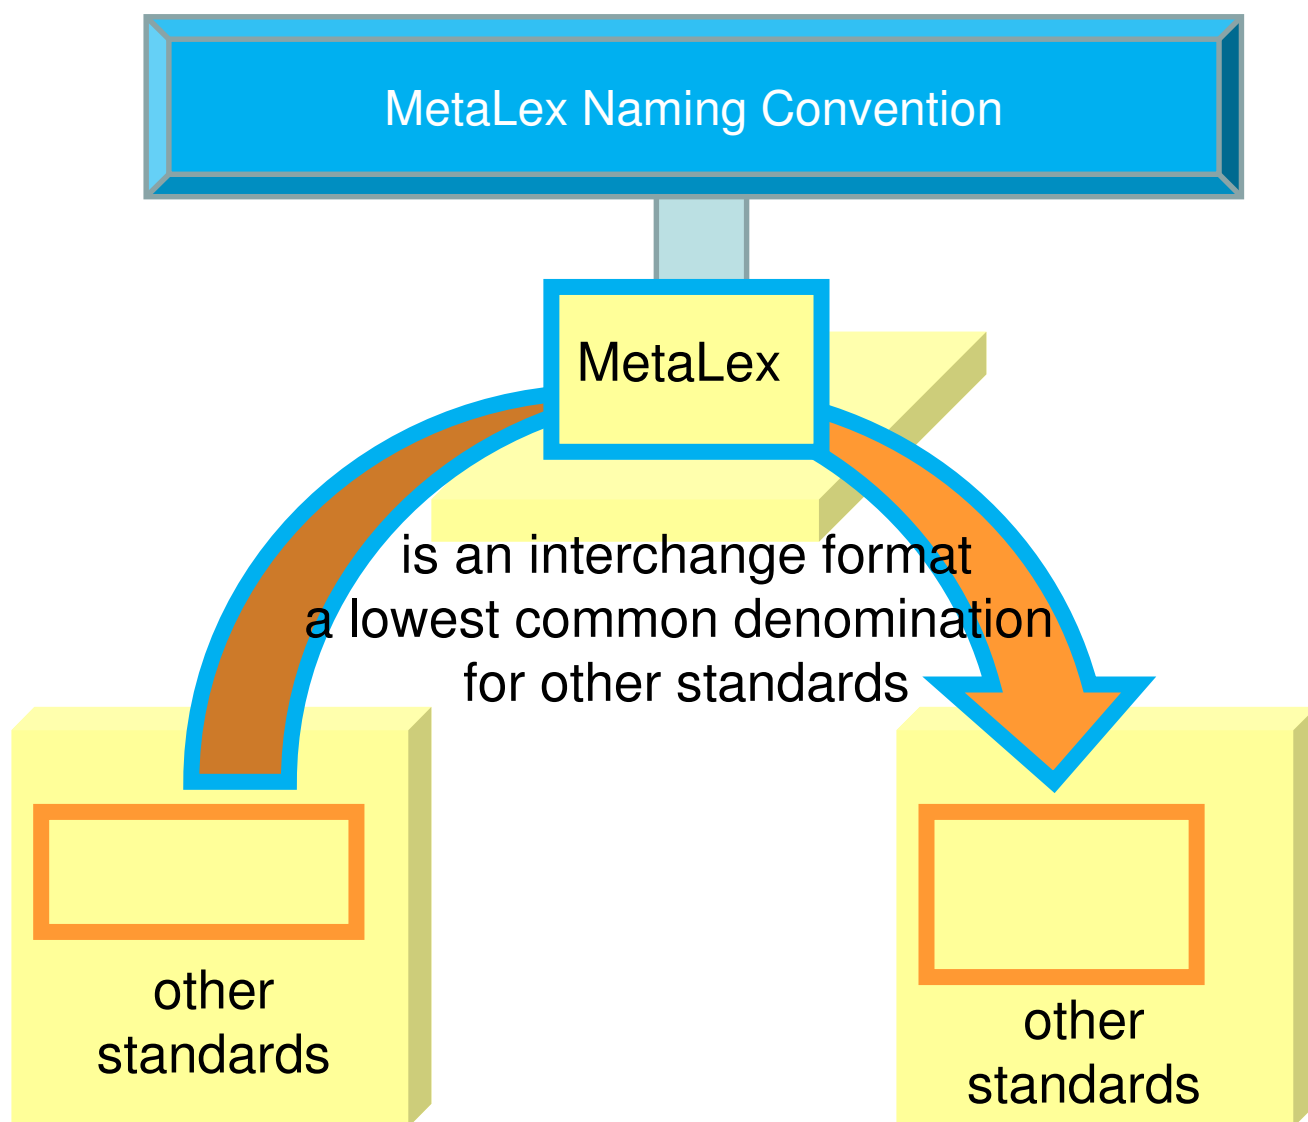 MetaLex Naming Convention
MetaLex
is an interchange format
a lowest common denomination
for other standards
other
standards
other
standards